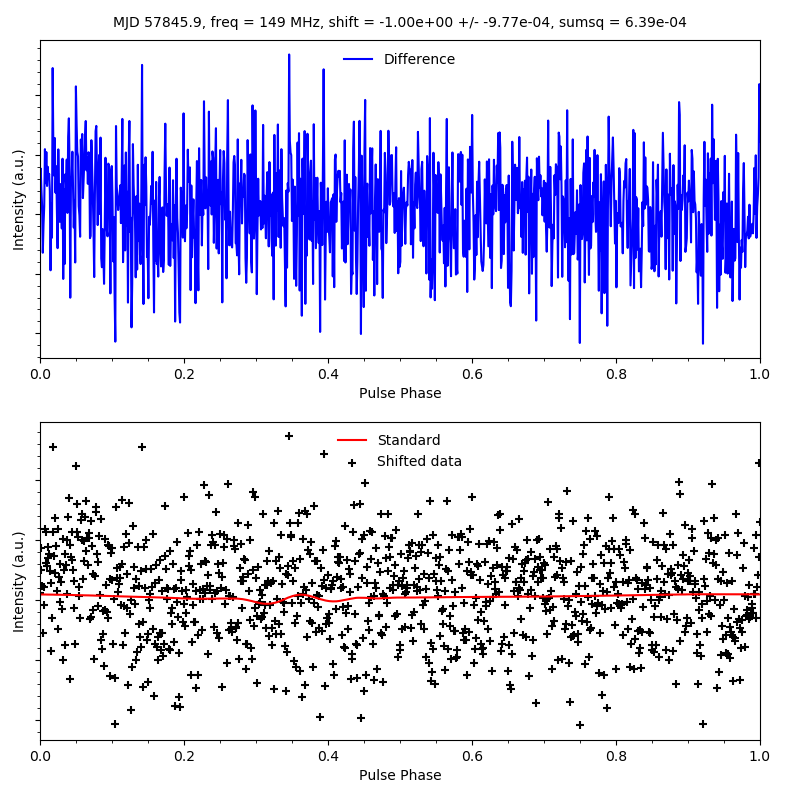 MJD 57845.9, freq = 149 MHz, shift = -1.00e+00 +/- -9.77e-04, sumsq = 6.39e-04
Difference
Intensity (a.u.)
0.0 0.2 0.4 0.6 0.8 1.0
Pulse Phase
Standard
Shifted data
Intensity (a.u.)
0.0 0.2 0.4 0.6 0.8 1.0
Pulse Phase